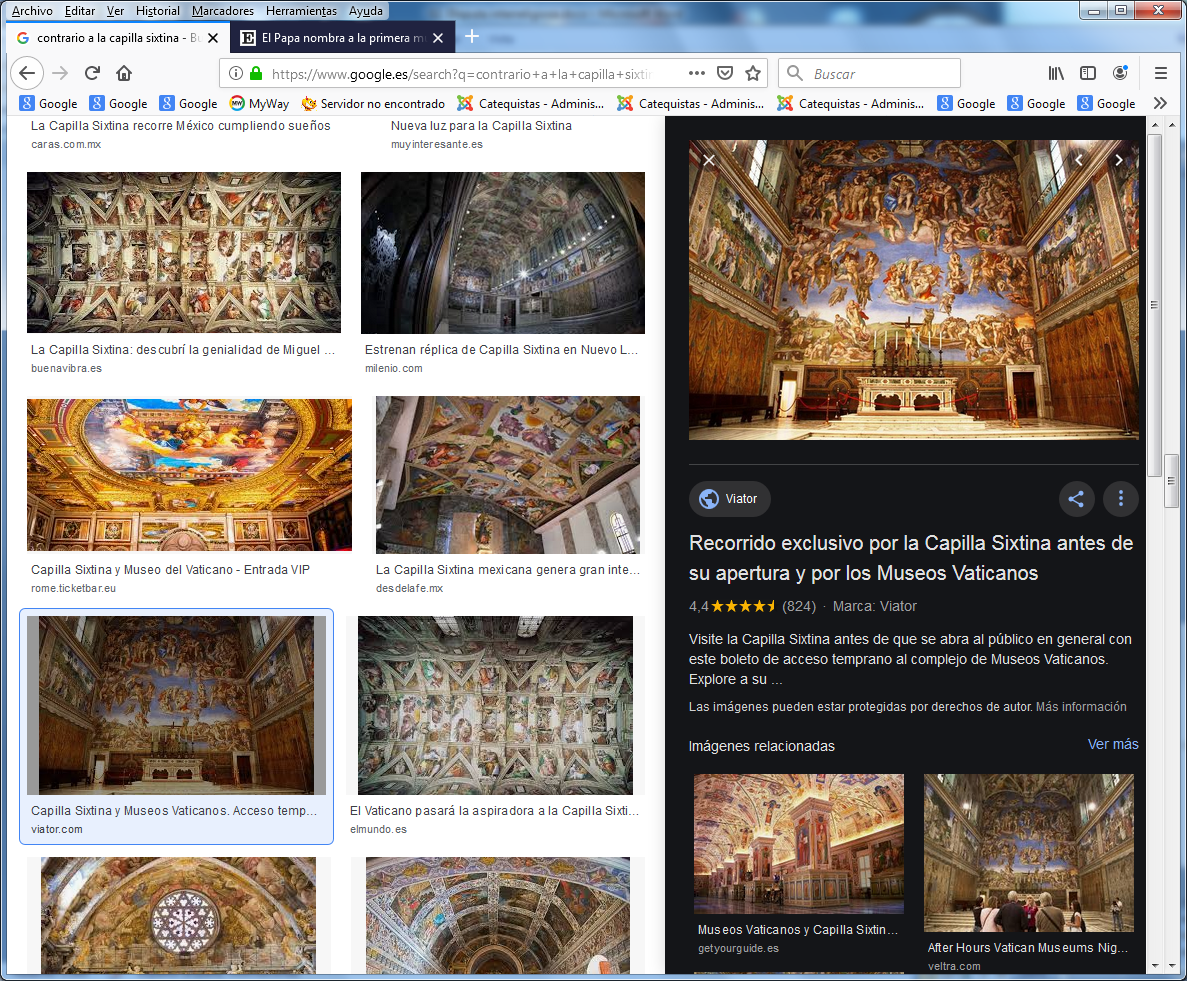 Archivo Editar Ver Historial Marcadores Herramientas Ayuda
contrario a la capilla sixtina - Bu
El Papa nombra a la primera m
https://www.google.es/search?q=contrario+a+la+capilla+sixtin
Buscar
Google Google Google MyWay Servidor no encontrado Catequistas - Adminis... Catequistas - Adminis... Catequistas - Adminis... Google Google Google
La Capilla Sixtina recorre México cumpliendo sueños
caras.com.mx
Nueva luz para la Capilla Sixtina
muyinteresante.es
La Capilla Sixtina: descubrí la genialidad de Miguel ...
buenavibra.es
Estrenan réplica de Capilla Sixtina en Nuevo L...
milenio.com
Capilla Sixtina y Museo del Vaticano - Entrada VIP
rome.ticketbar.eu
La Capilla Sixtina mexicana genera gran inte...
desdelafe.mx
Capilla Sixtina y Museos Vaticanos. Acceso temp...
viator.com
El Vaticano pasará la aspiradora a la Capilla Sixti...
elmundo.es
Viator
Recorrido exclusivo por la Capilla Sixtina antes de
su apertura y por los Museos Vaticanos
4,4 (824) · Marca: Viator
Visite la Capilla Sixtina antes de que se abra al público en general con
este boleto de acceso temprano al complejo de Museos Vaticanos.
Explore a su ...
Las imágenes pueden estar protegidas por derechos de autor. Más información
Imágenes relacionadas
Ver más
Museos Vaticanos y Capilla Sixtin...
getyourguide.es
After Hours Vatican Museums Nig...
veltra.com